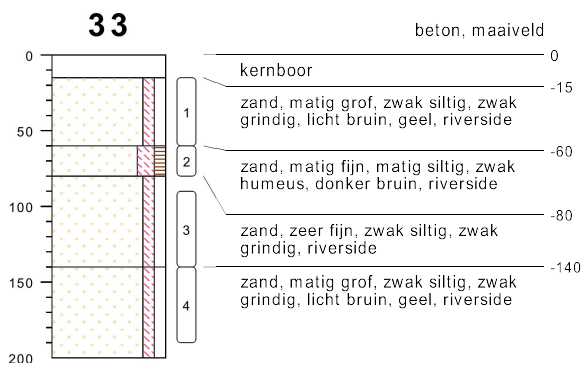 33
beton, maaiveld
0
0
kernboor
-15
zand, matig grof, zwak siltig, zwak
grindig, licht bruin, geel, riverside
1
50
-60
2
zand, matig fijn, matig siltig, zwak
humeus, donker bruin, riverside
100
-80
3
zand, zeer fijn, zwak siltig, zwak
grindig, riverside
-140
150
4
zand, matig grof, zwak siltig, zwak
grindig, licht bruin, geel, riverside
200